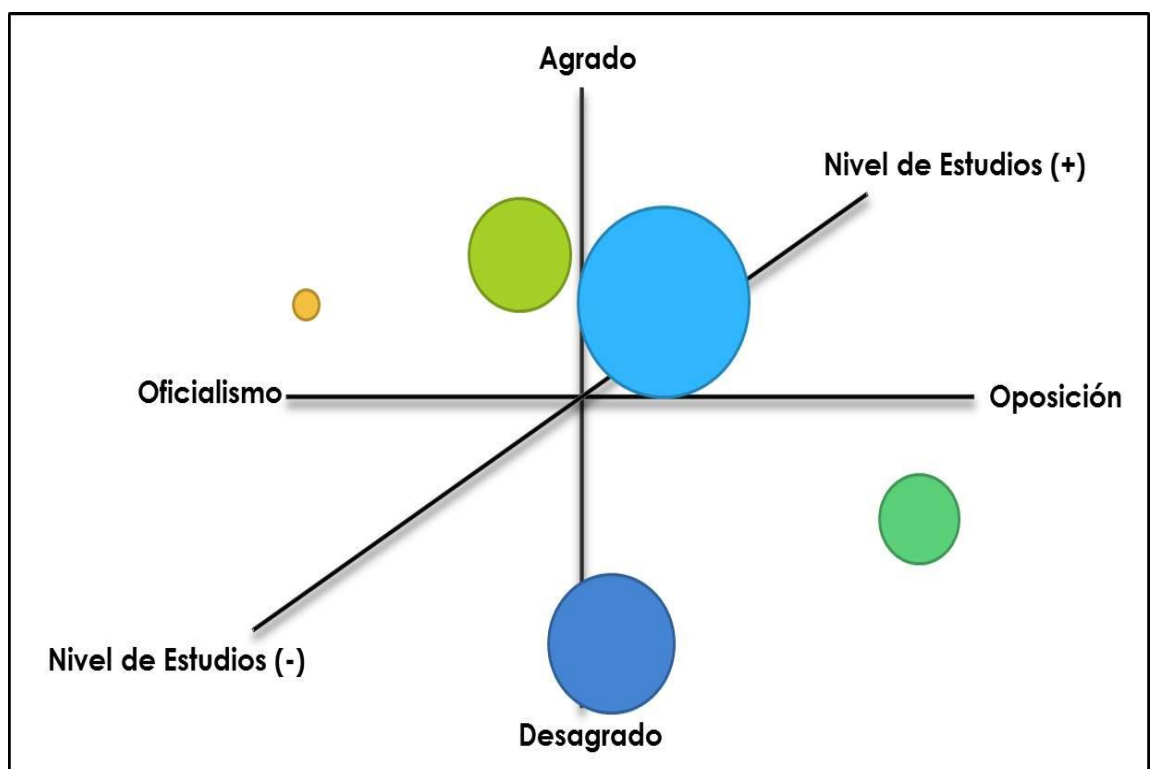 Agrado
Nivel de Estudios (+)
Oficialismo
Oposición
Nivel de Estudios (-)
Desagrado